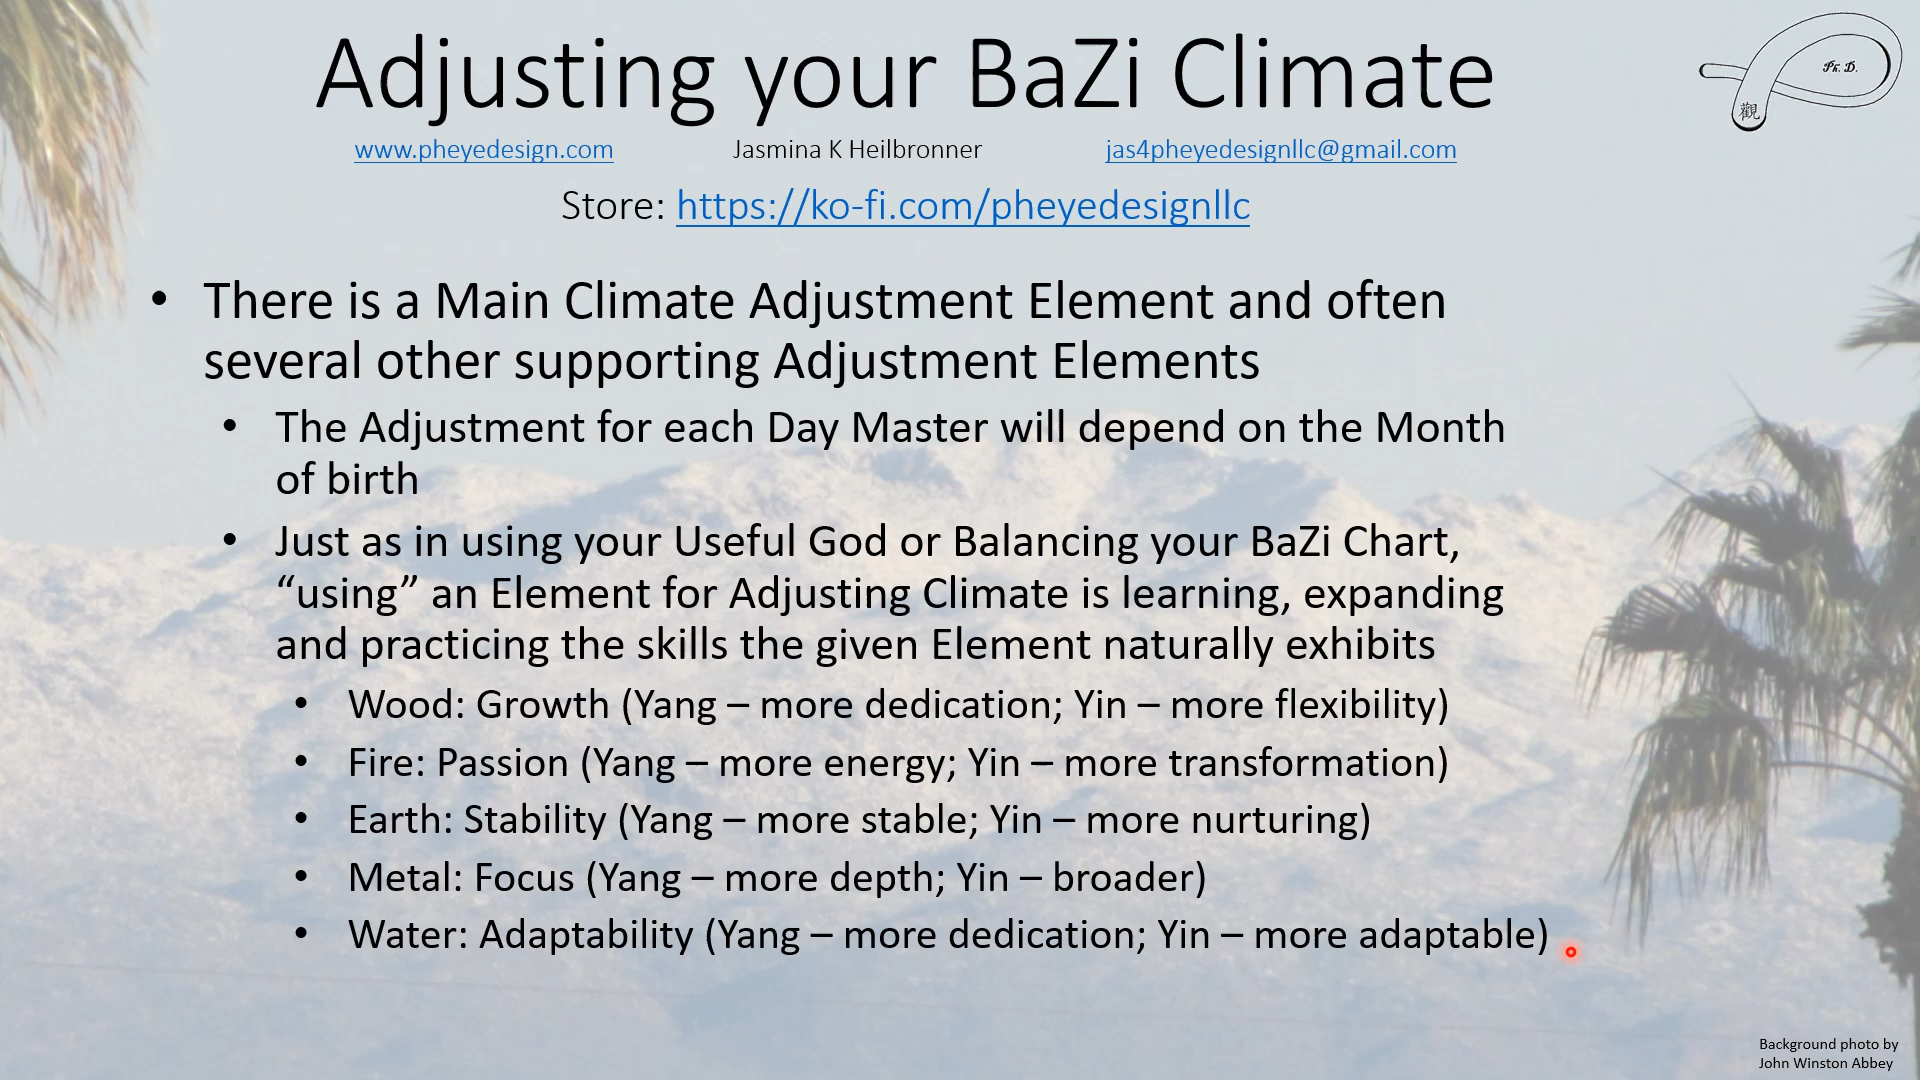 Adjusting your BaZi Climate
Ph. D.
觀
www.pheyedesign.com Jasmina K Heilbronner jas4pheyedesignllc@gmail.com
Store: https://ko-fi.com/pheyedesignllc
• There is a Main Climate Adjustment Element and often
several other supporting Adjustment Elements
• The Adjustment for each Day Master will depend on the Month
of birth
• Just as in using your Useful God or Balancing your BaZi Chart,
“using” an Element for Adjusting Climate is learning, expanding
and practicing the skills the given Element naturally exhibits
• Wood: Growth (Yang – more dedication; Yin – more flexibility)
• Fire: Passion (Yang – more energy; Yin – more transformation)
• Earth: Stability (Yang – more stable; Yin – more nurturing)
• Metal: Focus (Yang – more depth; Yin – broader)
• Water: Adaptability (Yang – more dedication; Yin – more adaptable)
Background photo by
John Winston Abbey